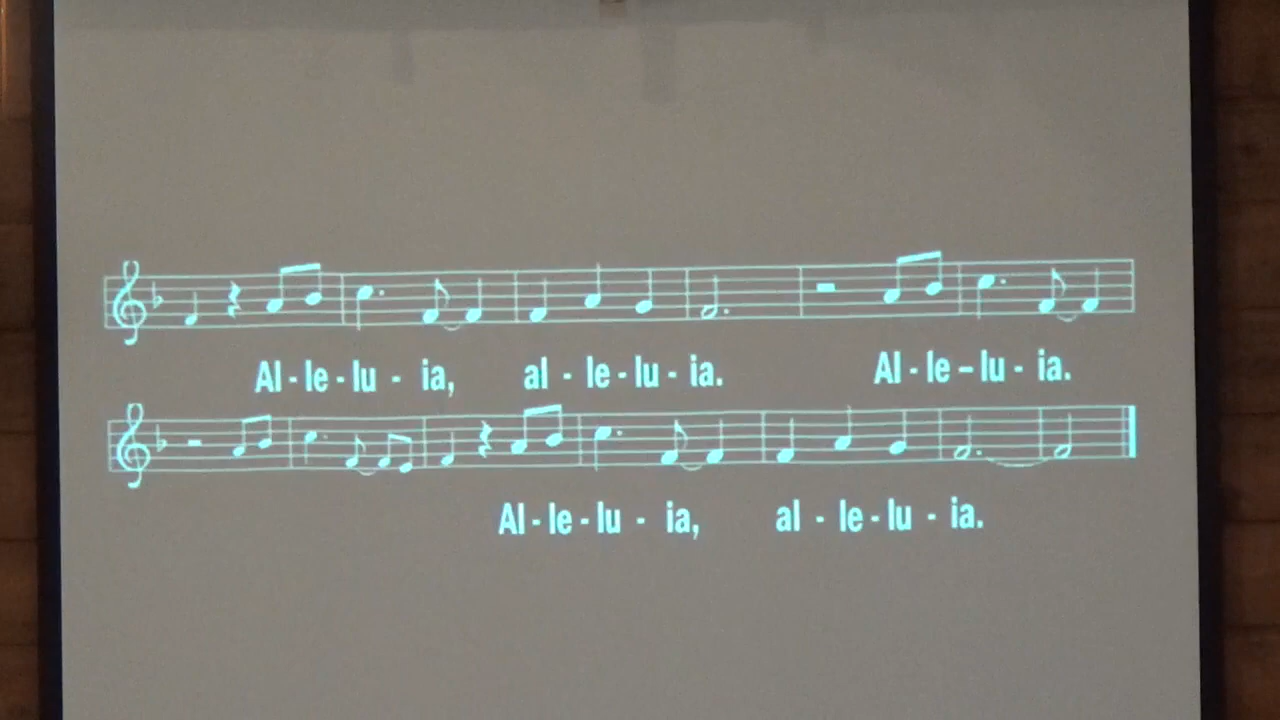 Al - le - lu - ia, al - le - lu - ia. Al - le - lu - ia.
Al - le - lu - ia, al - le - lu - ia.